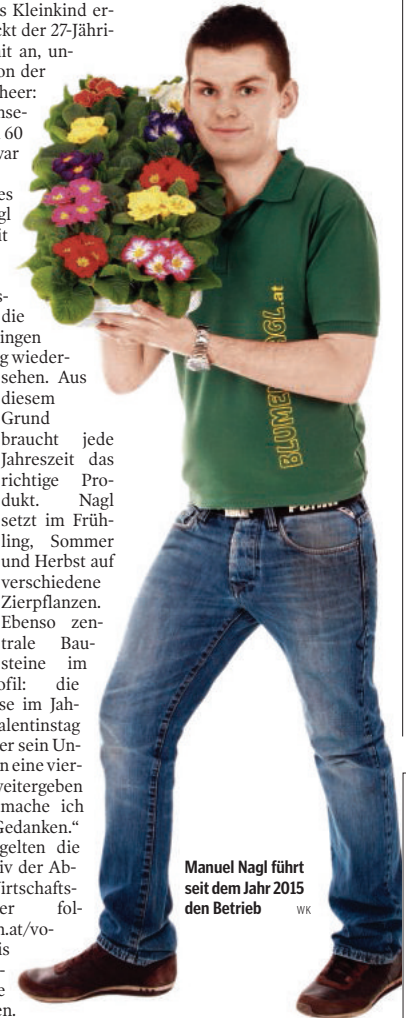 s Kleinkind er-
ckt der 27-Jähri-
mit an, un-
on der
heer:
nse-
60
var
es
gl
it
s-
die
ingen
g wieder-
sehen. Aus
diesem
Grund
braucht jede
Jahreszeit das
richtige Pro-
dukt. Nagl
setzt im Früh-
ling, Sommer
und Herbst auf
verschiedene
Zierpflanzen.
Ebenso zen-
trale Bau-
steine im
ofil: die
se im Jah-
alentinstag
er sein Un-
n eine vier-
weitergeben
mache ich
Gedanken.“
gelten die
iv der Ab-
Wirtschafts-
er fol-
n.at/vo-
is
-
e
en.
BLUMEN NAGL.at
Manuel Nagl führt
seit dem Jahr 2015
den Betrieb WK